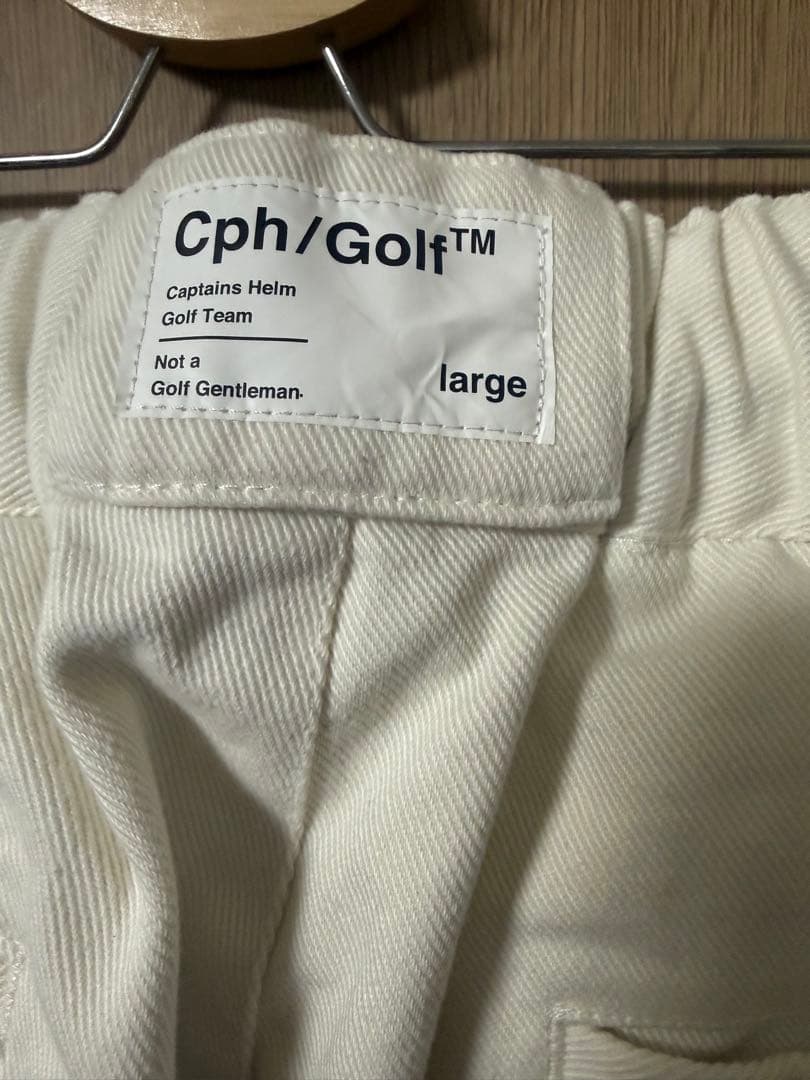 Cph/Golf™
Captains Helm
Golf Team
Not a
Golf Gentleman.
large